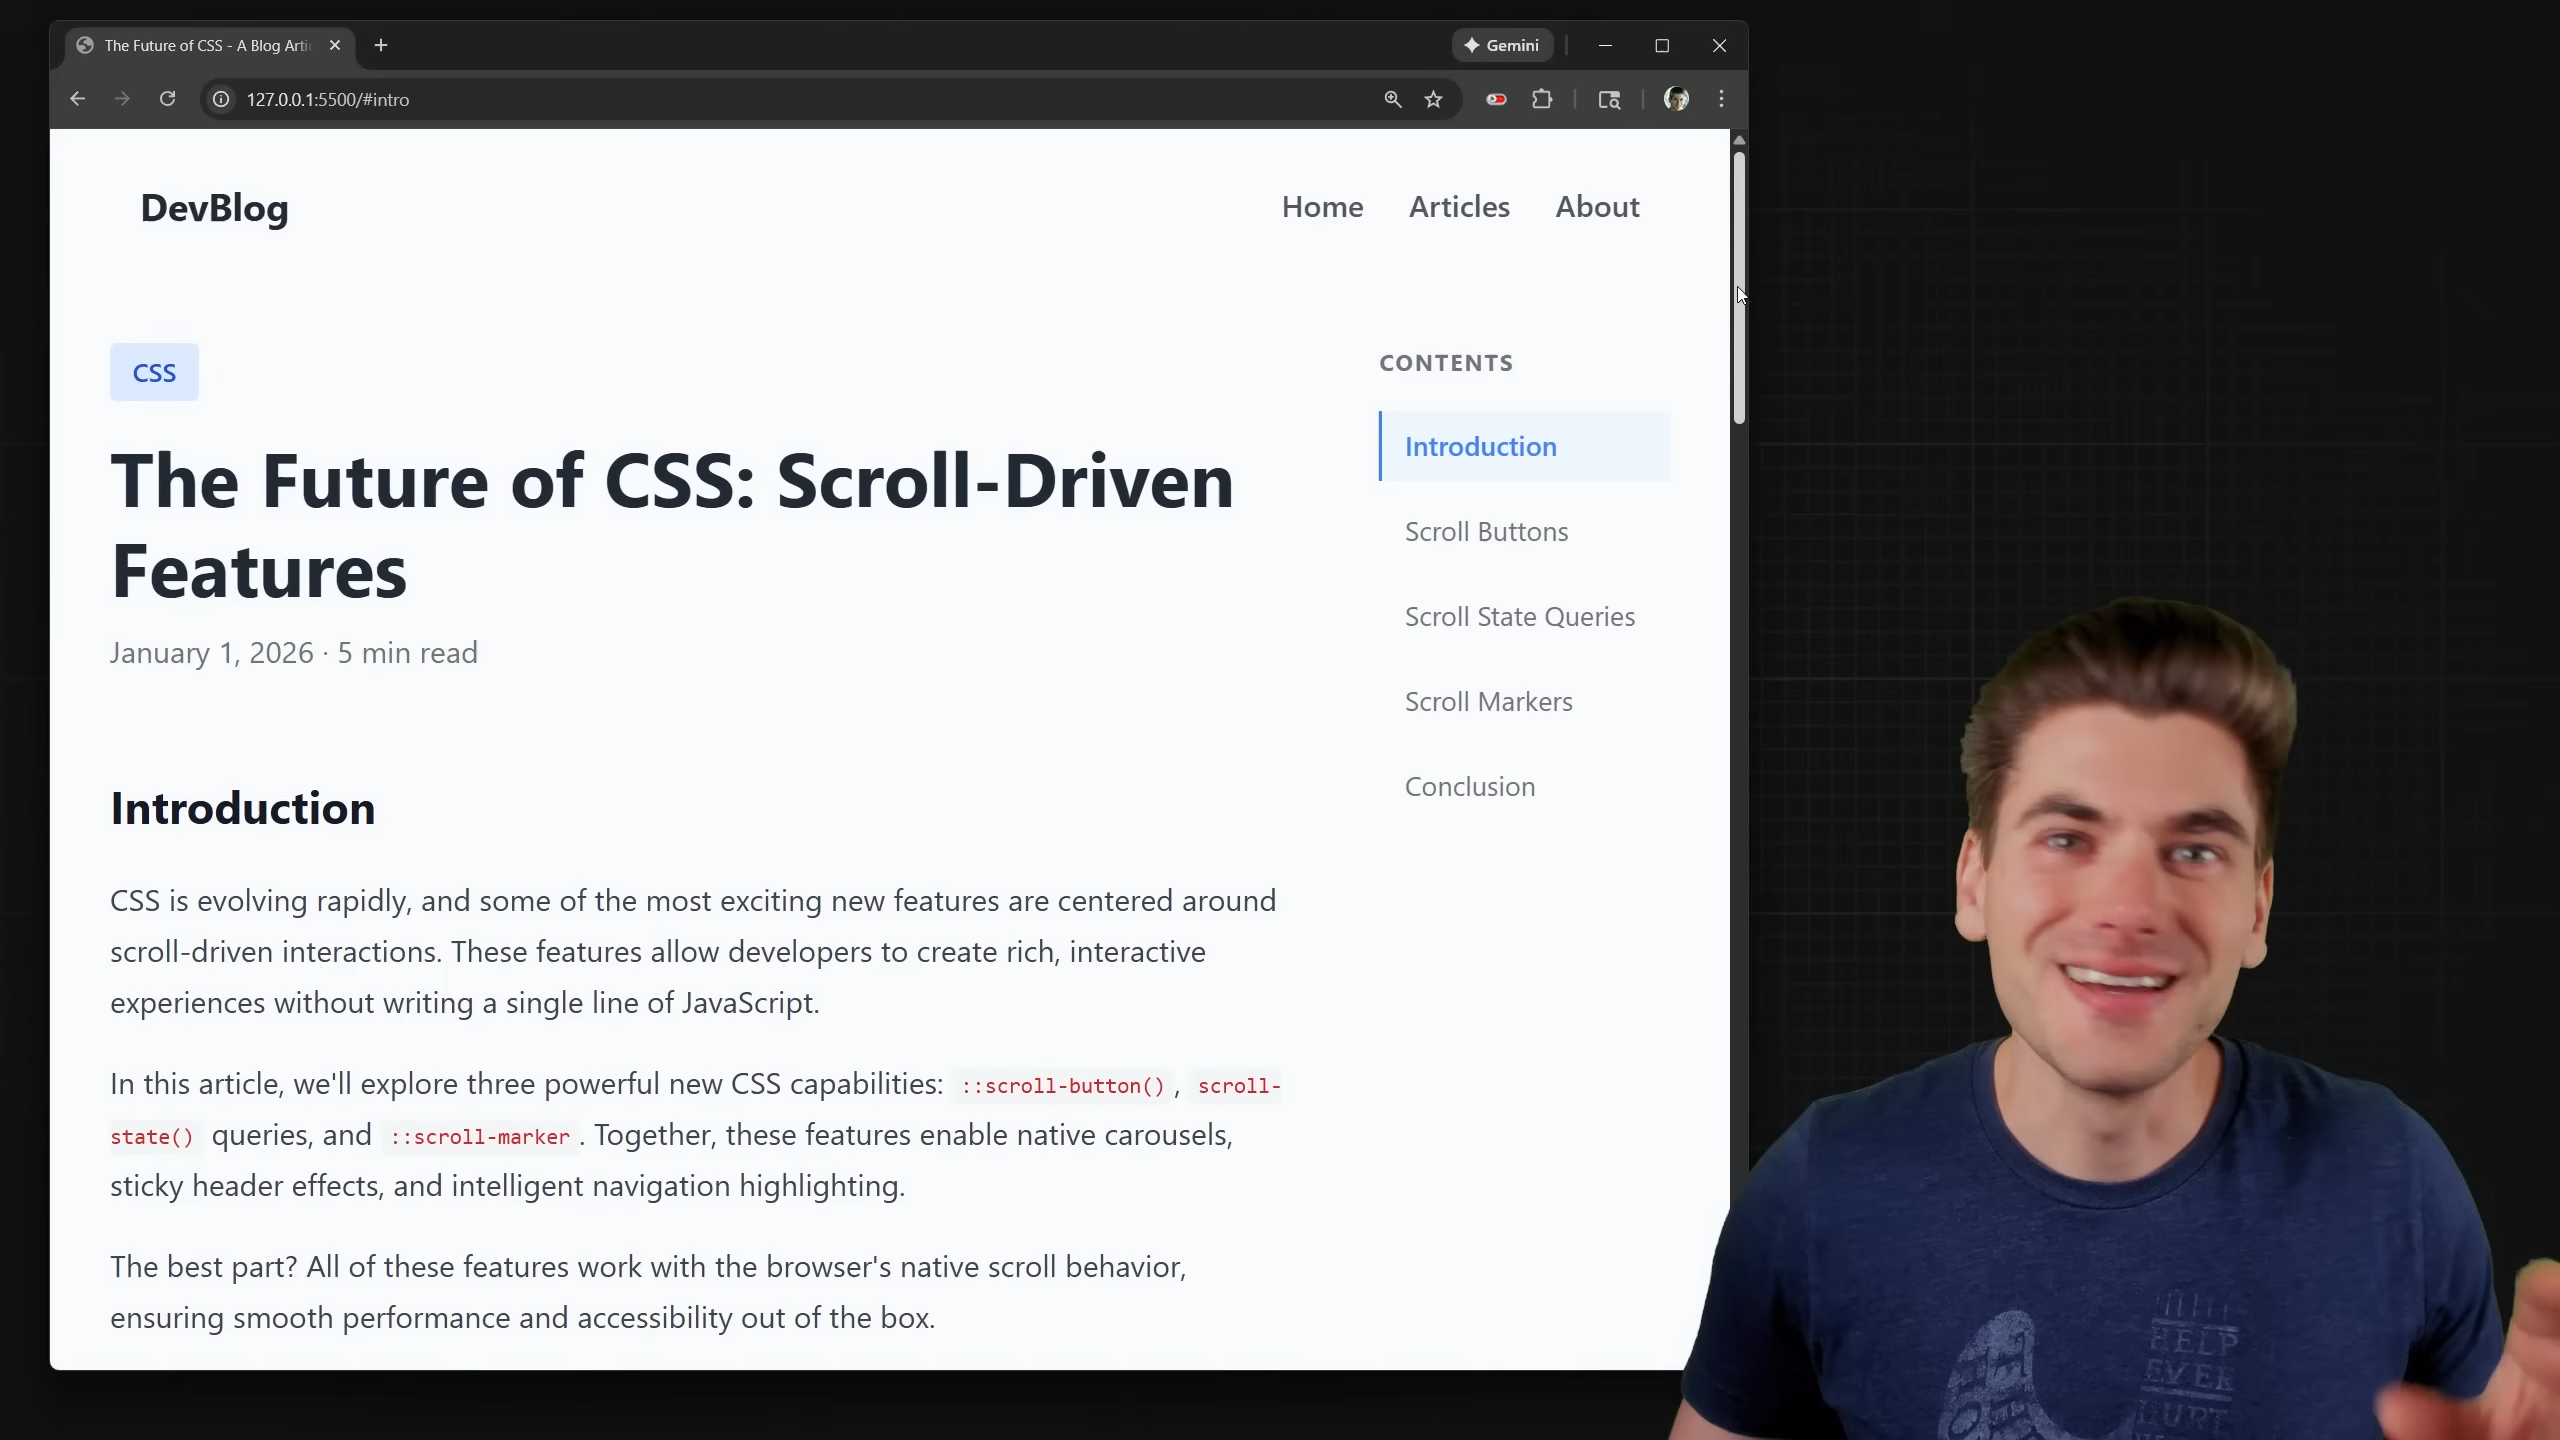 The Future of CSS - A Blog Arti
Gemini
127.0.0.1:5500/#intro
DevBlog
Home Articles About
CSS
The Future of CSS: Scroll-Driven
Features
January 1, 2026 · 5 min read
CONTENTS
Introduction
Scroll Buttons
Scroll State Queries
Scroll Markers
Conclusion
Introduction
CSS is evolving rapidly, and some of the most exciting new features are centered around
scroll-driven interactions. These features allow developers to create rich, interactive
experiences without writing a single line of JavaScript.
In this article, we'll explore three powerful new CSS capabilities: ::scroll-button(), scroll-
state() queries, and ::scroll-marker. Together, these features enable native carousels,
sticky header effects, and intelligent navigation highlighting.
The best part? All of these features work with the browser's native scroll behavior,
ensuring smooth performance and accessibility out of the box.
HELP
EVER
HURT